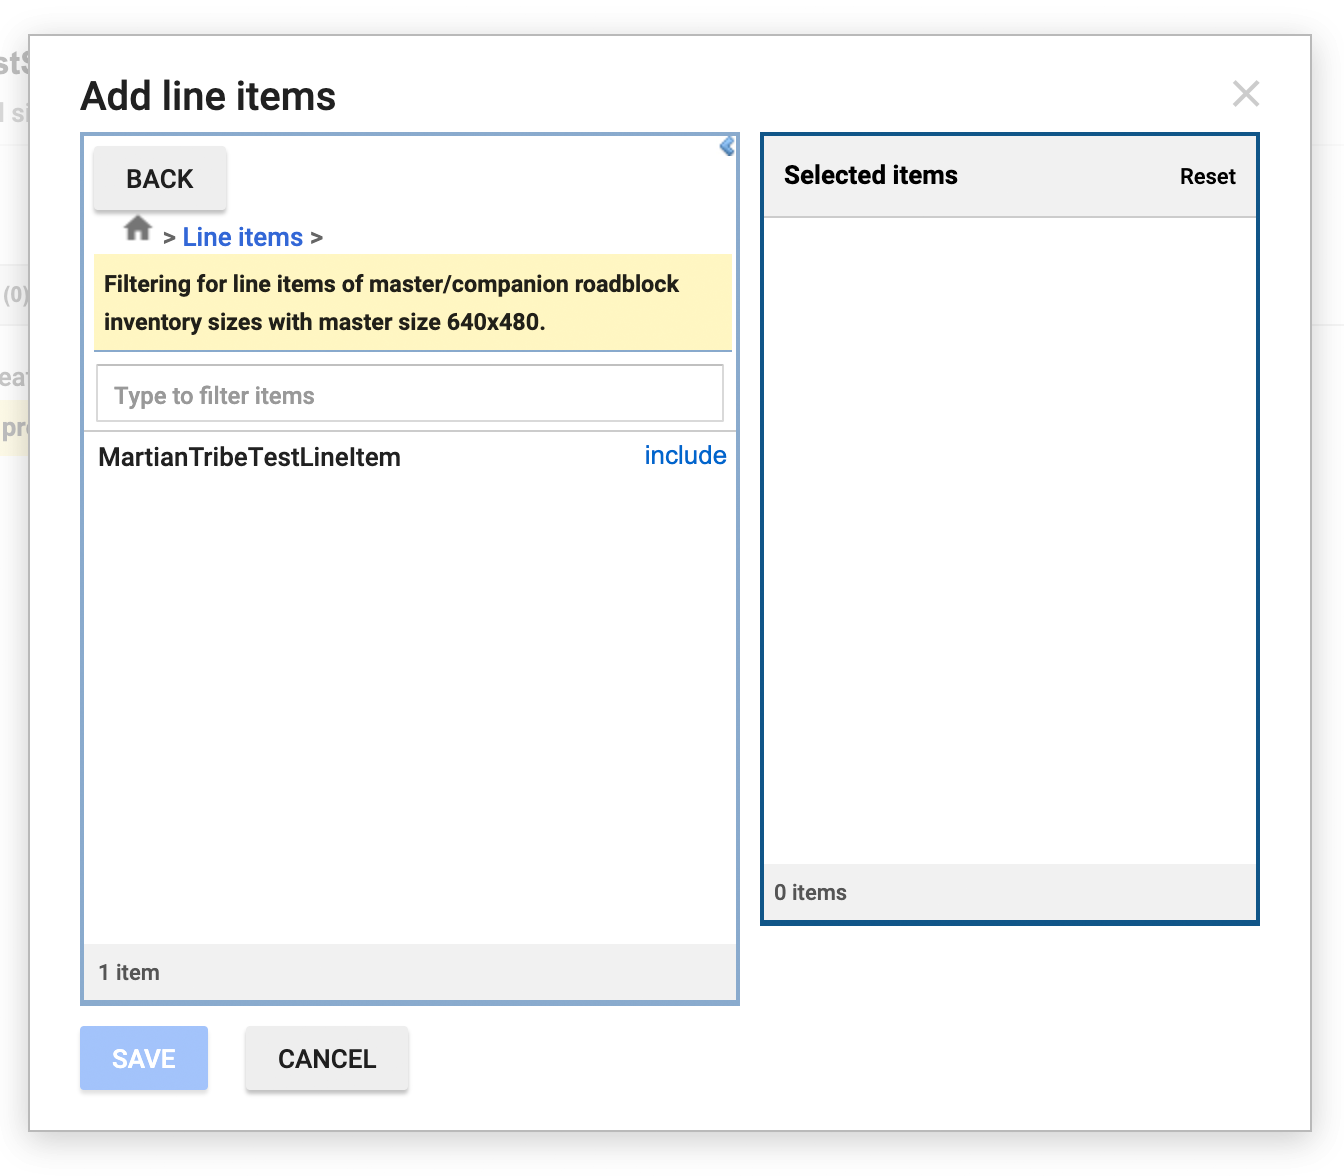 Add line items
BACK
> Line items >
Filtering for line items of master/companion roadblock
inventory sizes with master size 640x480.
Type to filter items
MartianTribeTestLineItem include
1 item
Selected items Reset
0 items
SAVE CANCEL
(0)